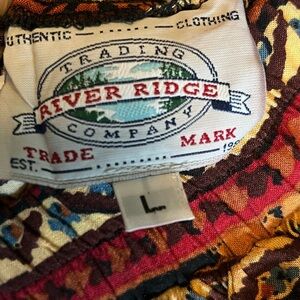 AUTHENTIC CLOTHING
TRADING
RIVER RIDGE
COMPANY
TRADE MARK
EST.
L